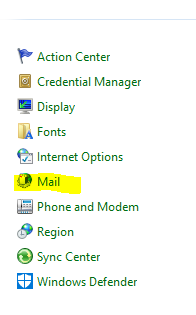 Action Center
Credential Manager
Display
Fonts
Internet Options
Mail
Phone and Modem
Region
Sync Center
Windows Defender